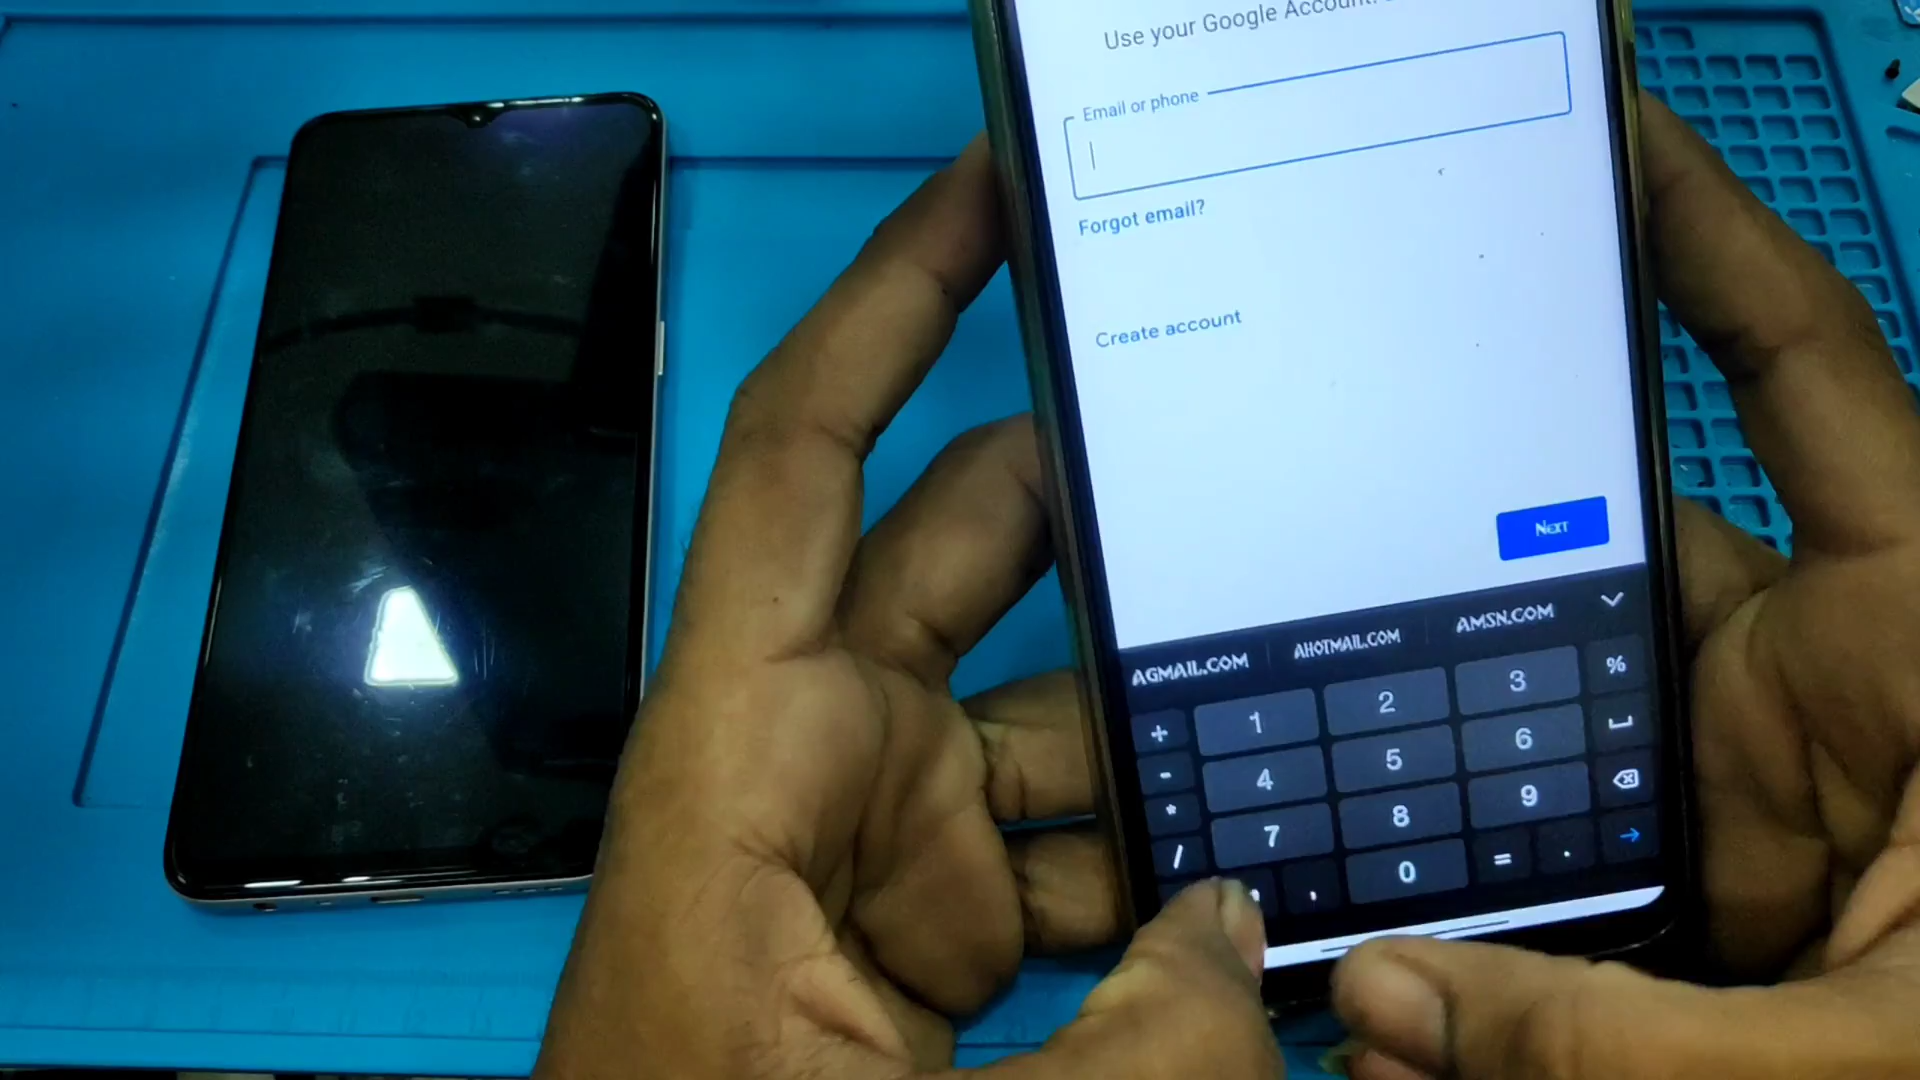 Use your Google Account.
Email or phone
Forgot email?
Create account
NEXT
AGMAIL.COM AHOTMAIL.COM AMSN.COM
+ 1 2 3 %
- 4 5 6
* 7 8 9
/ , 0 = .